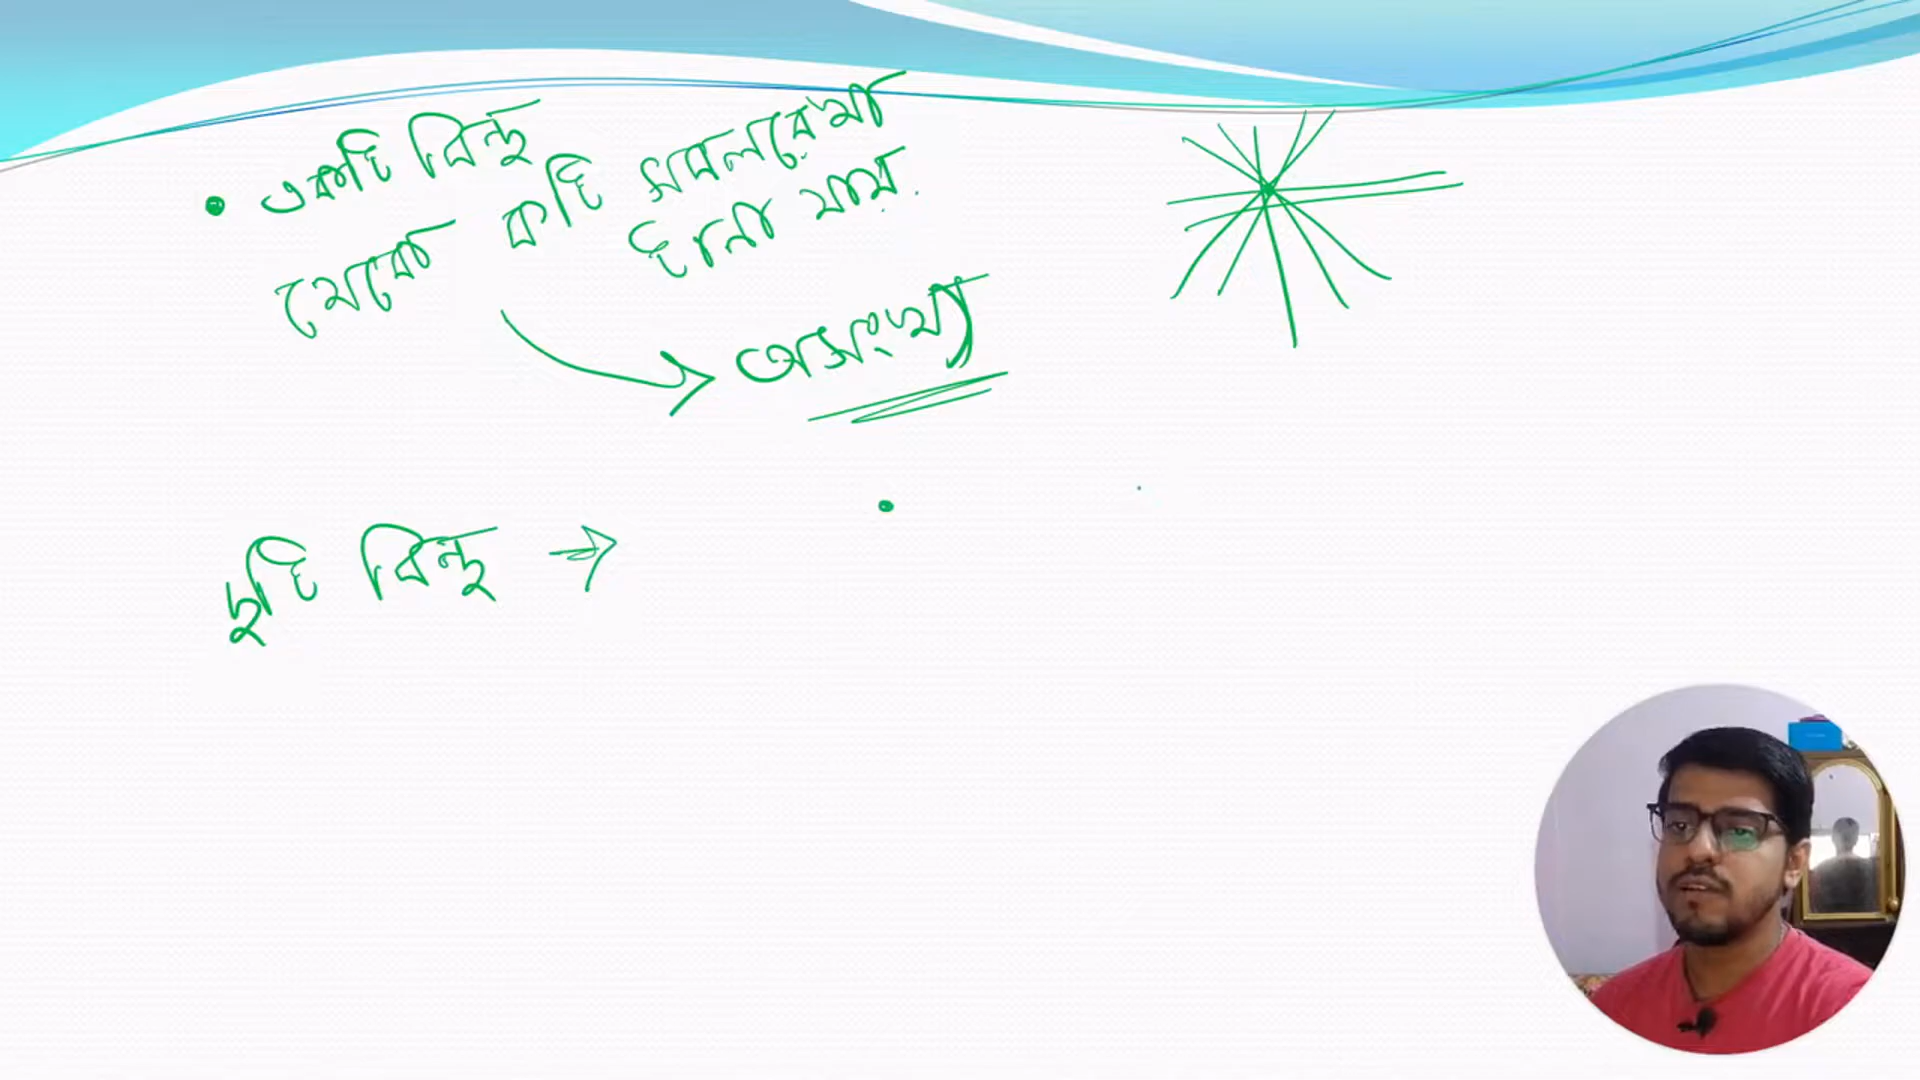 একটি বিন্দু
থেকে কটি সরলরেখা
টানা যায়.
অসংখ্য
দুটি বিন্দু →